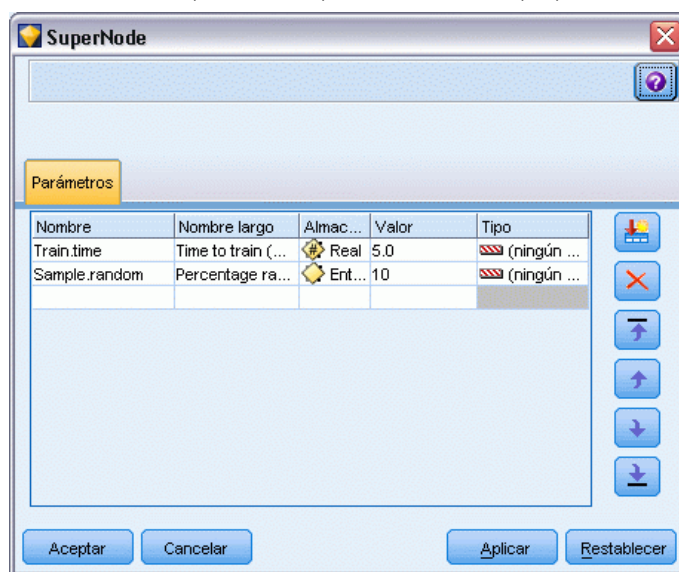 SuperNode
Parámetros
Nombre Nombre largo Almac... Valor Tipo
Train.time Time to train (... Real 5.0 (ningún ...
Sample.random Percentage ra... Ent... 10 (ningún ...
Aceptar Cancelar Aplicar Restablecer